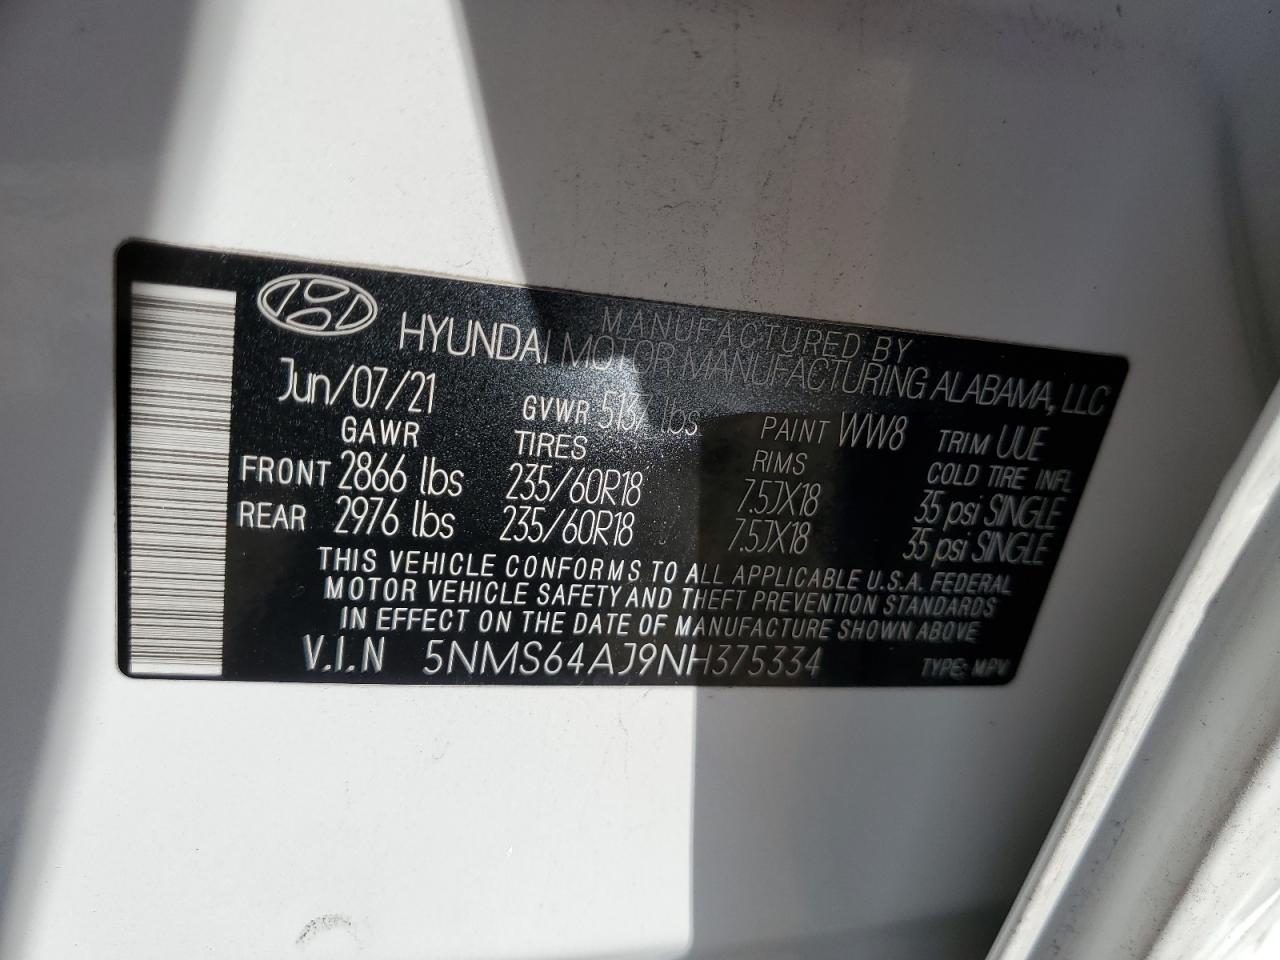 MANUFACTURED BY
HYUNDAI MOTOR MANUFACTURING ALABAMA, LLC
Jun/07/21 GVWR 5137 lbs PAINT WW8 TRIM UUE
GAWR TIRES RIMS COLD TIRE INFL
FRONT 2866 lbs 235/60R18 7.5JX18 35 psi SINGLE
REAR 2976 lbs 235/60R18 7.5JX18 35 psi SINGLE
THIS VEHICLE CONFORMS TO ALL APPLICABLE U.S.A. FEDERAL
MOTOR VEHICLE SAFETY AND THEFT PREVENTION STANDARDS
IN EFFECT ON THE DATE OF MANUFACTURE SHOWN ABOVE
V.I.N 5NMS64AJ9NH375334 TYPE: MPV